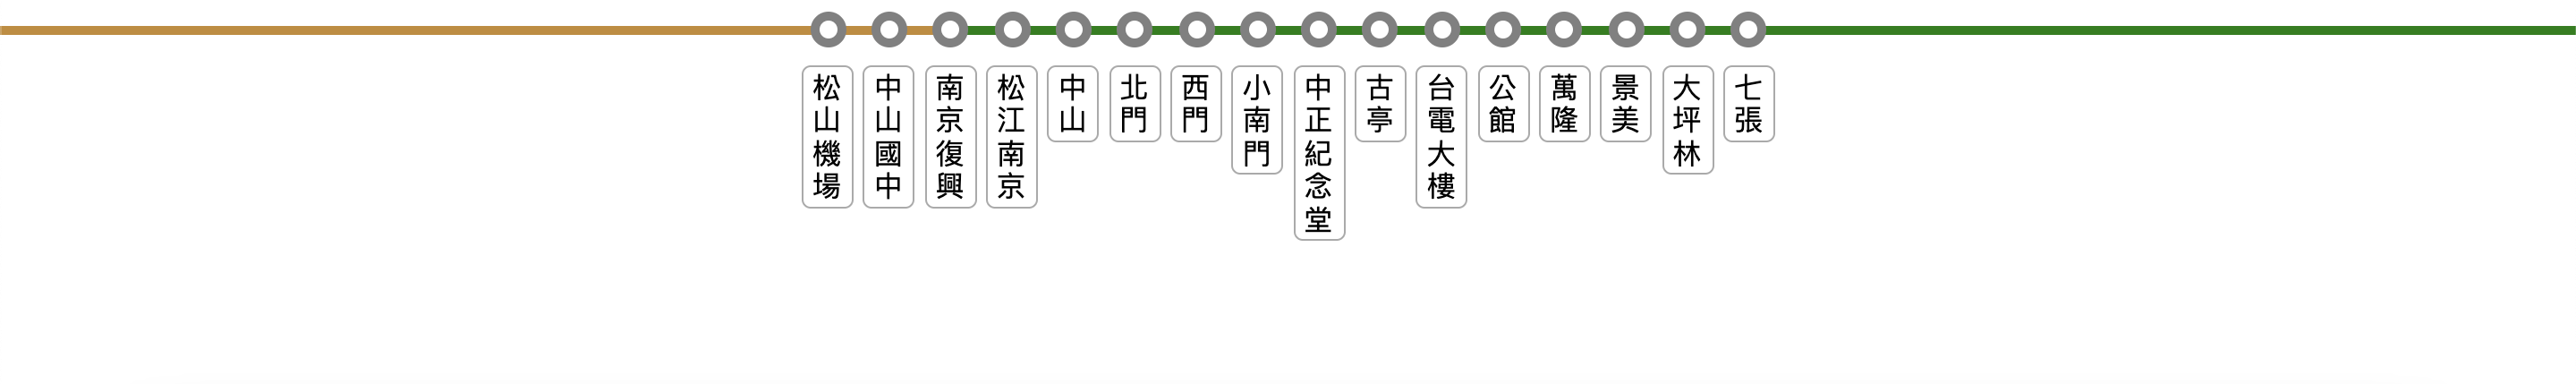 松山機場
中山國中
南京復興
松江南京
中山
北門
西門
小南門
中正紀念堂
古亭
台電大樓
公館
萬隆
景美
大坪林
七張